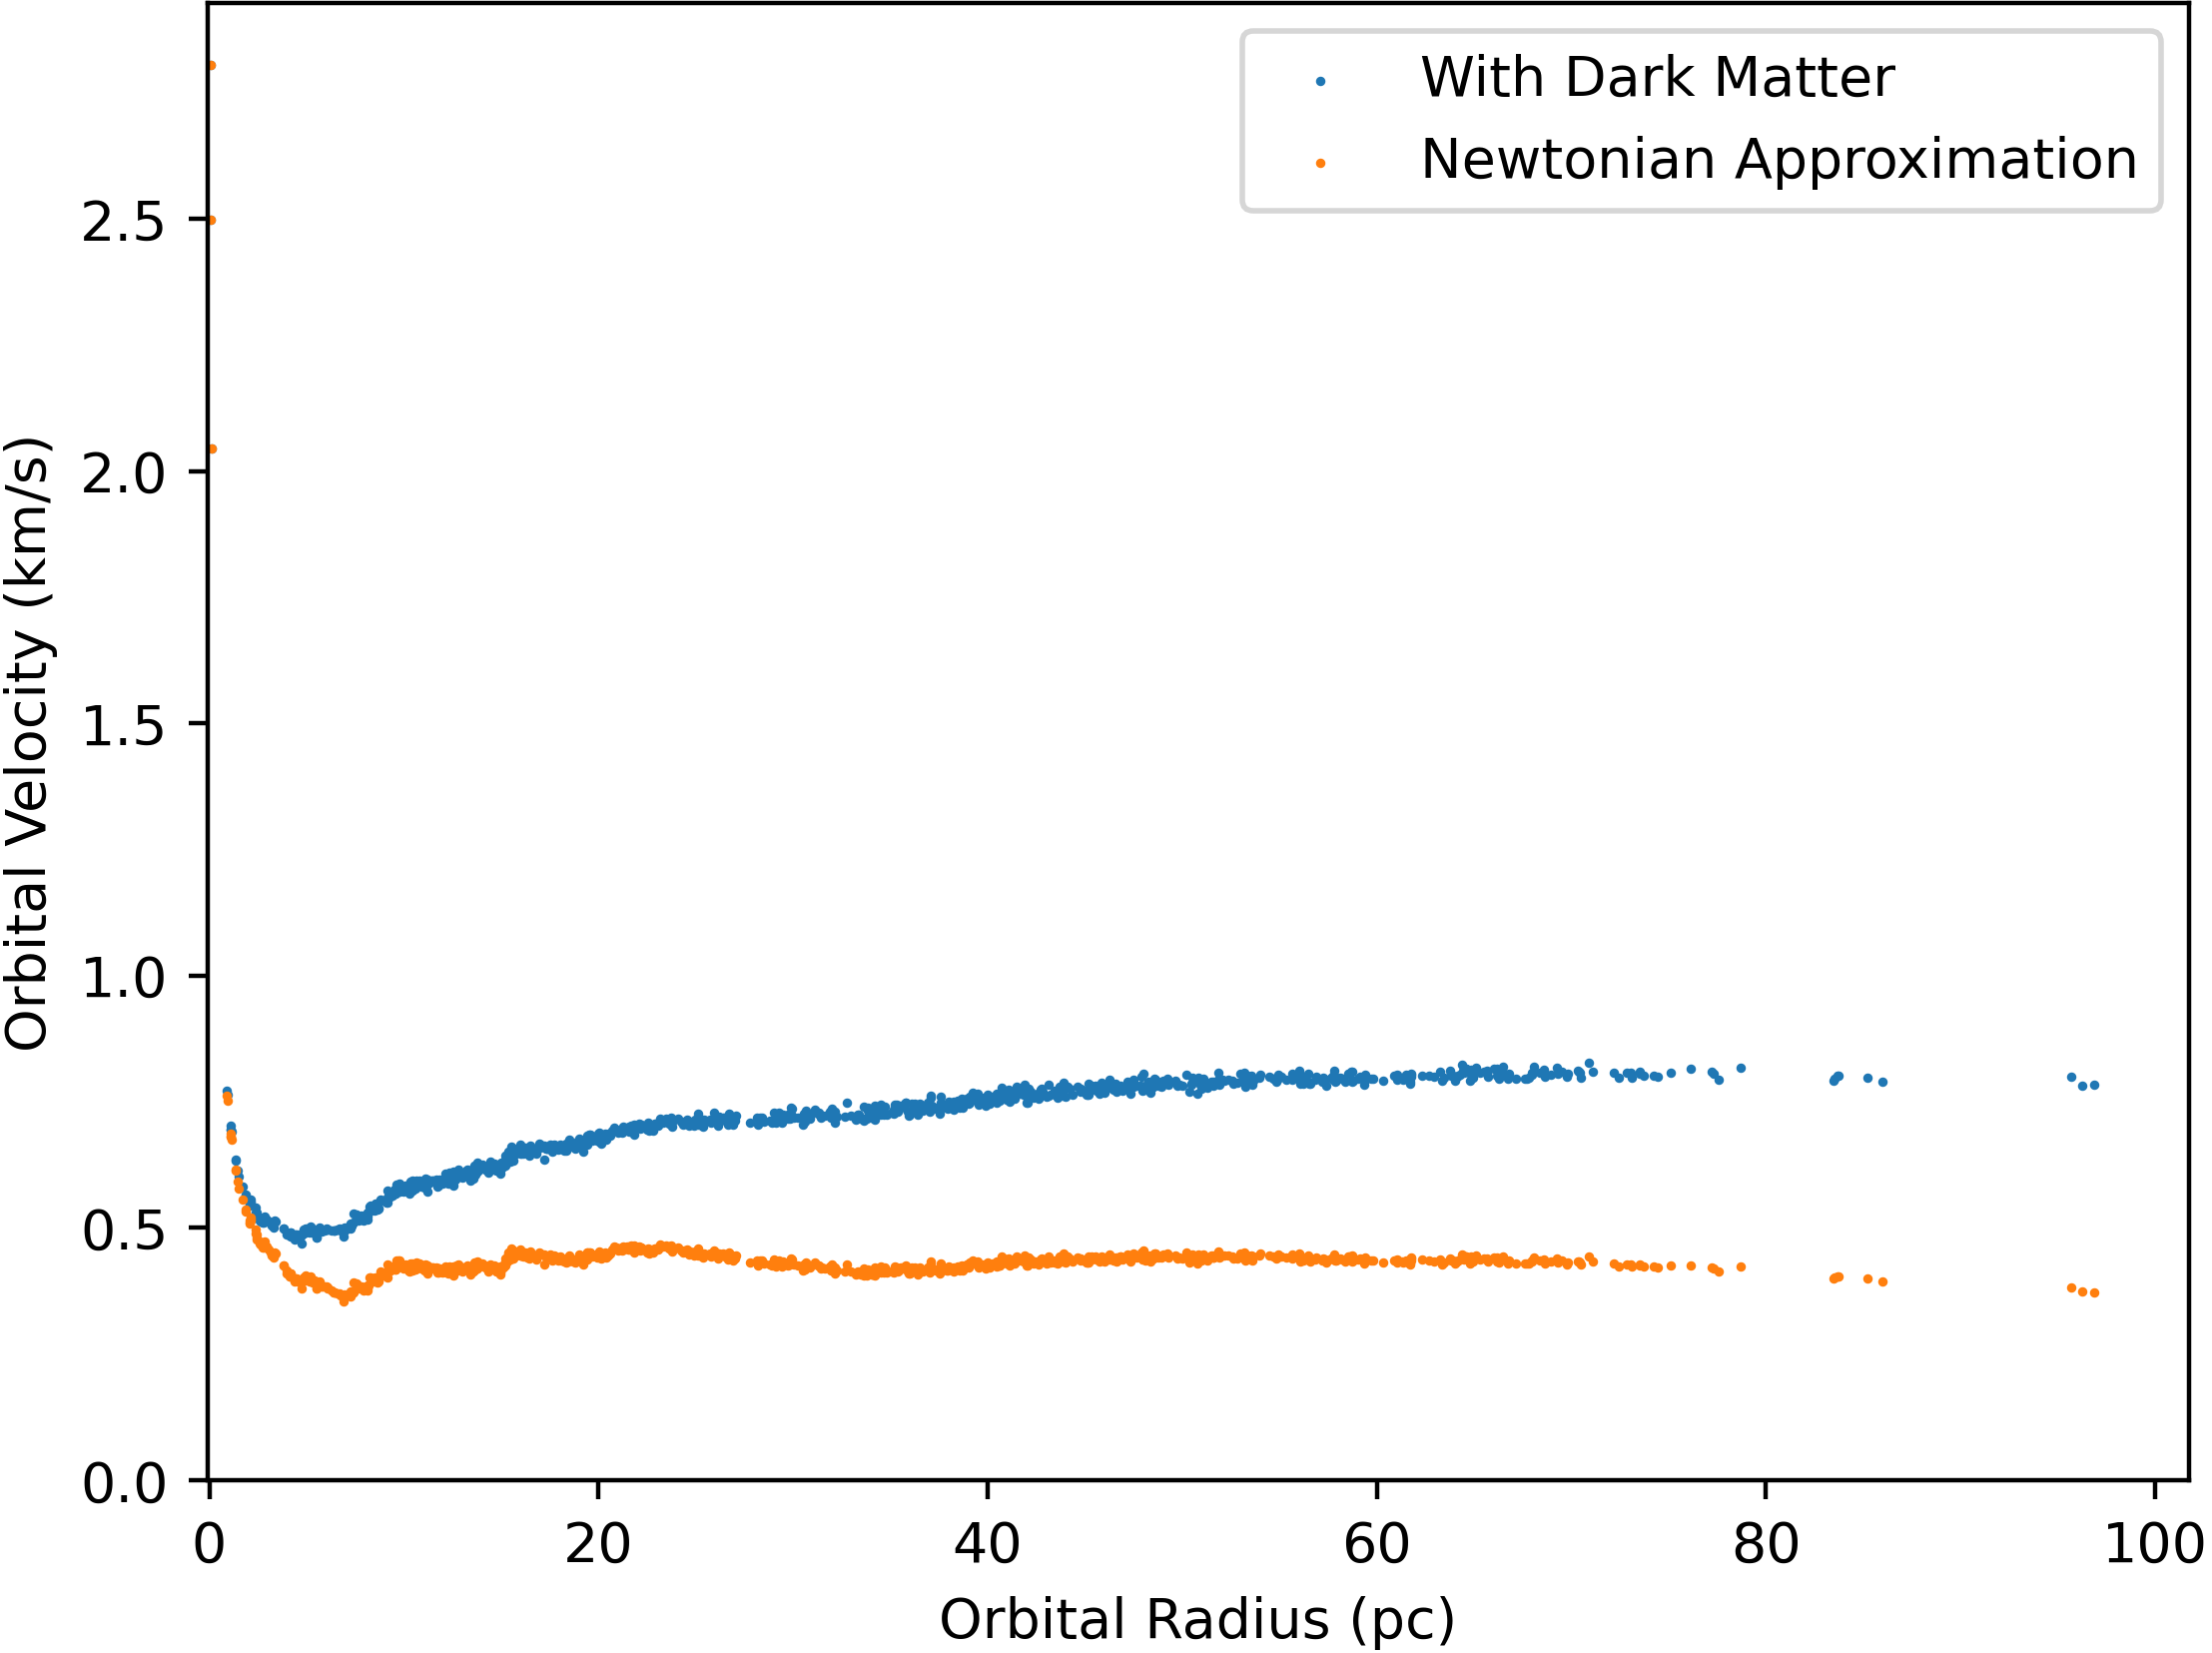 With Dark Matter
Newtonian Approximation
Orbital Velocity (km/s)
2.5
2.0
1.5
1.0
0.5
0.0
0 20 40 60 80 100
Orbital Radius (pc)